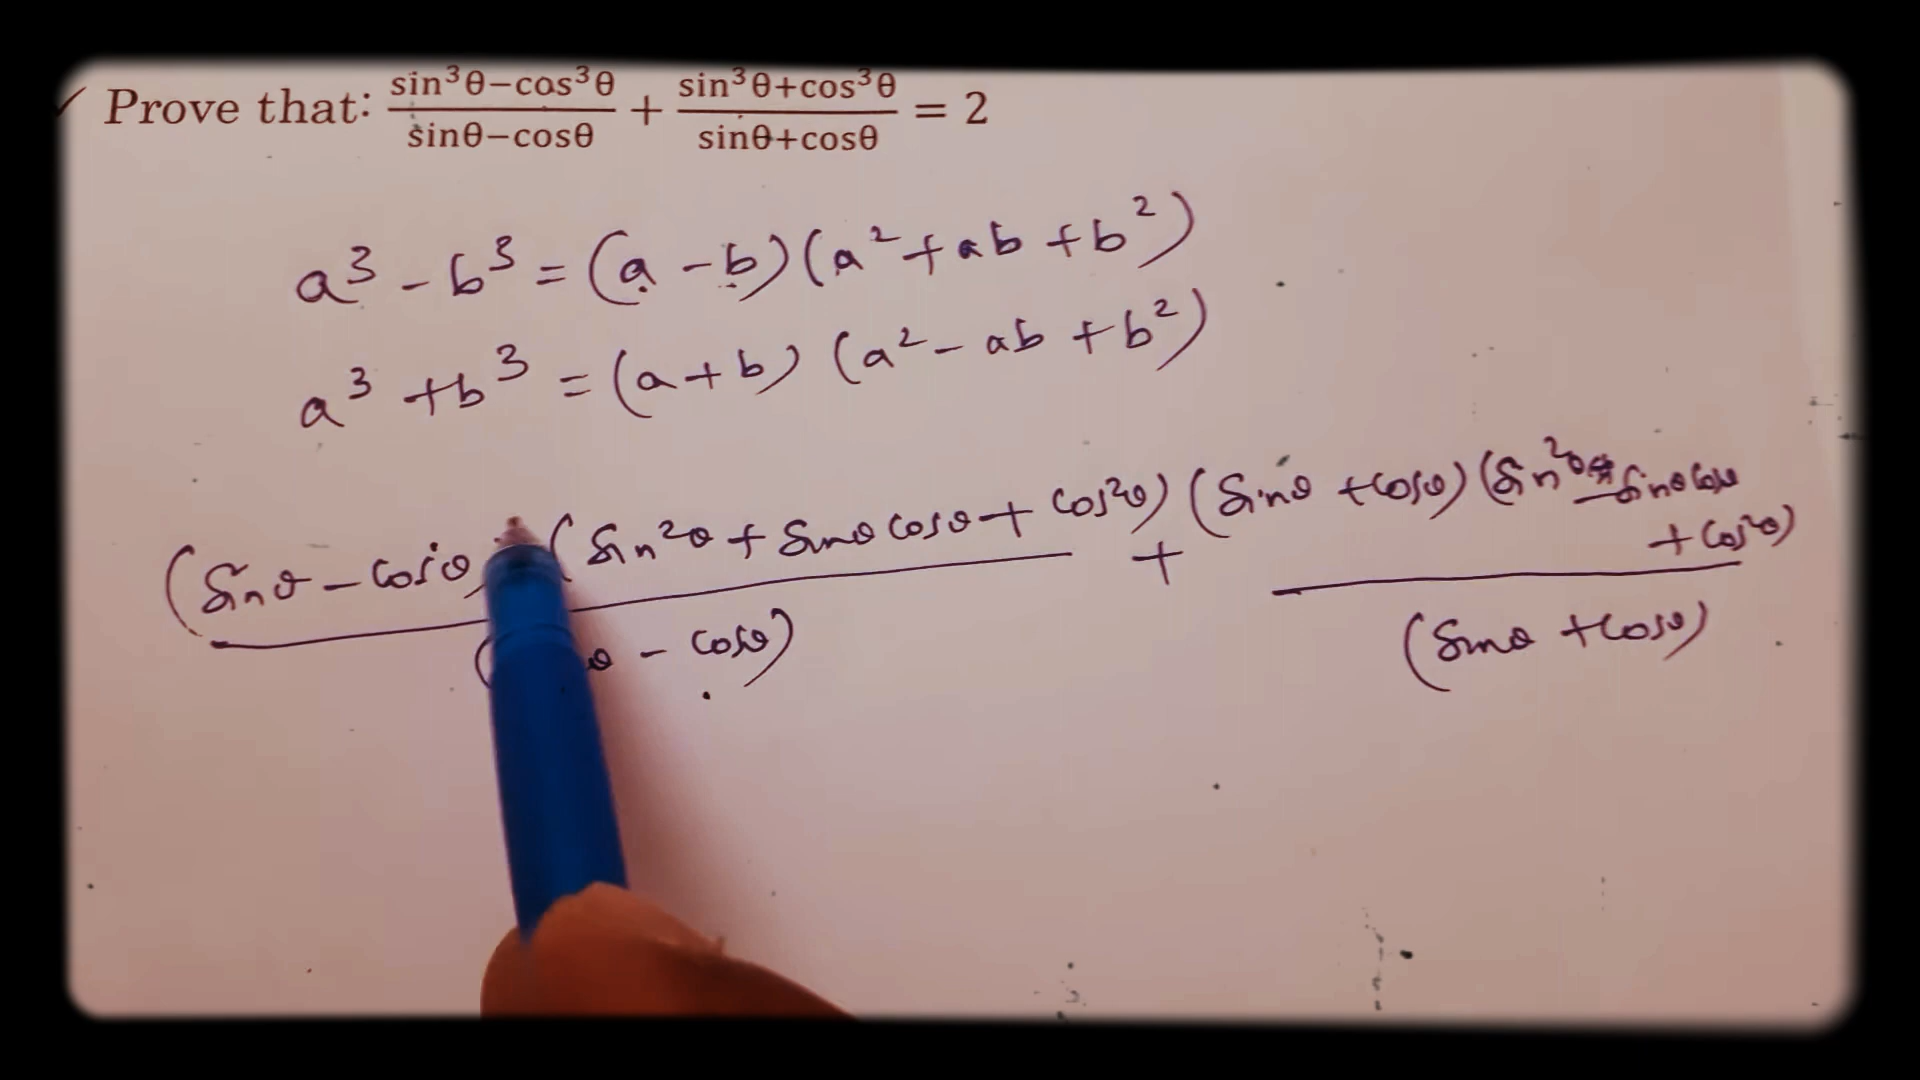 ✓ Prove that: sin³θ−cos³θ/sinθ−cosθ + sin³θ+cos³θ/sinθ+cosθ = 2
a³ - b³ = (a - b) (a² + ab + b²)
a³ + b³ = (a + b) (a² - ab + b²)
(Sinθ - Cosθ) (Sin²θ + Sinθ Cosθ + Cos²θ) + (Sinθ + Cosθ) (Sin²θ - Sinθ Cosθ
+ Cos²θ)
θ - Cosθ) (Sinθ + Cosθ)